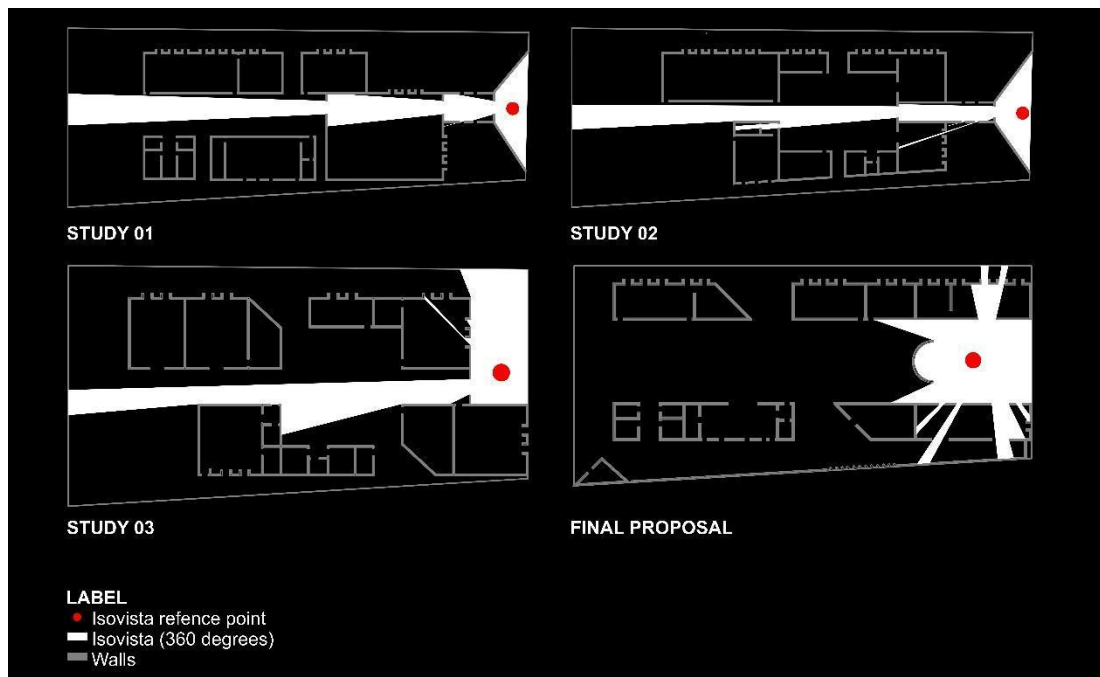 STUDY 01
STUDY 02
STUDY 03
FINAL PROPOSAL
LABEL
Isovista refence point
Isovista (360 degrees)
Walls